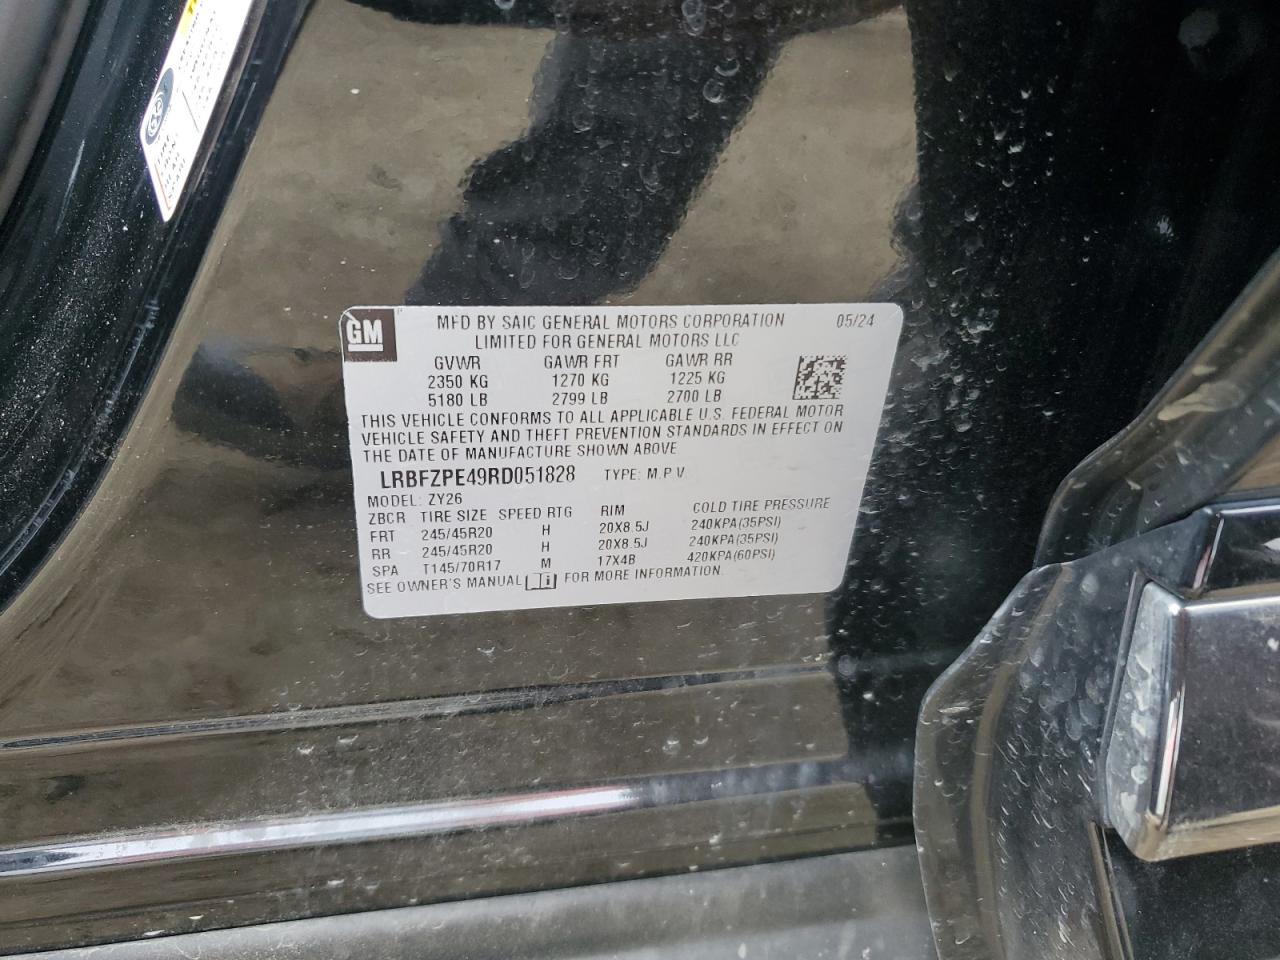 GM
MFD BY SAIC GENERAL MOTORS CORPORATION 05/24
LIMITED FOR GENERAL MOTORS LLC
GVWR GAWR FRT GAWR RR
2350 KG 1270 KG 1225 KG
5180 LB 2799 LB 2700 LB
THIS VEHICLE CONFORMS TO ALL APPLICABLE U.S. FEDERAL MOTOR
VEHICLE SAFETY AND THEFT PREVENTION STANDARDS IN EFFECT ON
THE DATE OF MANUFACTURE SHOWN ABOVE
LRBFZPE49RD051828 TYPE: M.P.V
MODEL: ZY26
ZBCR TIRE SIZE SPEED RTG RIM COLD TIRE PRESSURE
FRT 245/45R20 H 20X8.5J 240KPA(35PSI)
RR 245/45R20 H 20X8.5J 240KPA(35PSI)
SPA T145/70R17 M 17X4B 420KPA(60PSI)
SEE OWNER'S MANUAL FOR MORE INFORMATION.